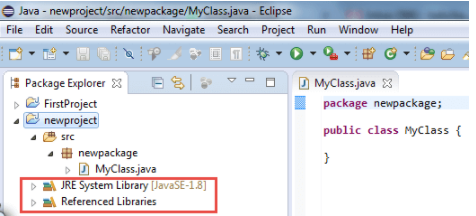 Java - newproject/src/newpackage/MyClass.java - Eclipse
File Edit Source Refactor Navigate Search Project Run Window Help
Package Explorer
MyClass.java
FirstProject
newproject
src
newpackage
MyClass.java
JRE System Library [JavaSE-1.8]
Referenced Libraries
package newpackage;
public class MyClass {
}